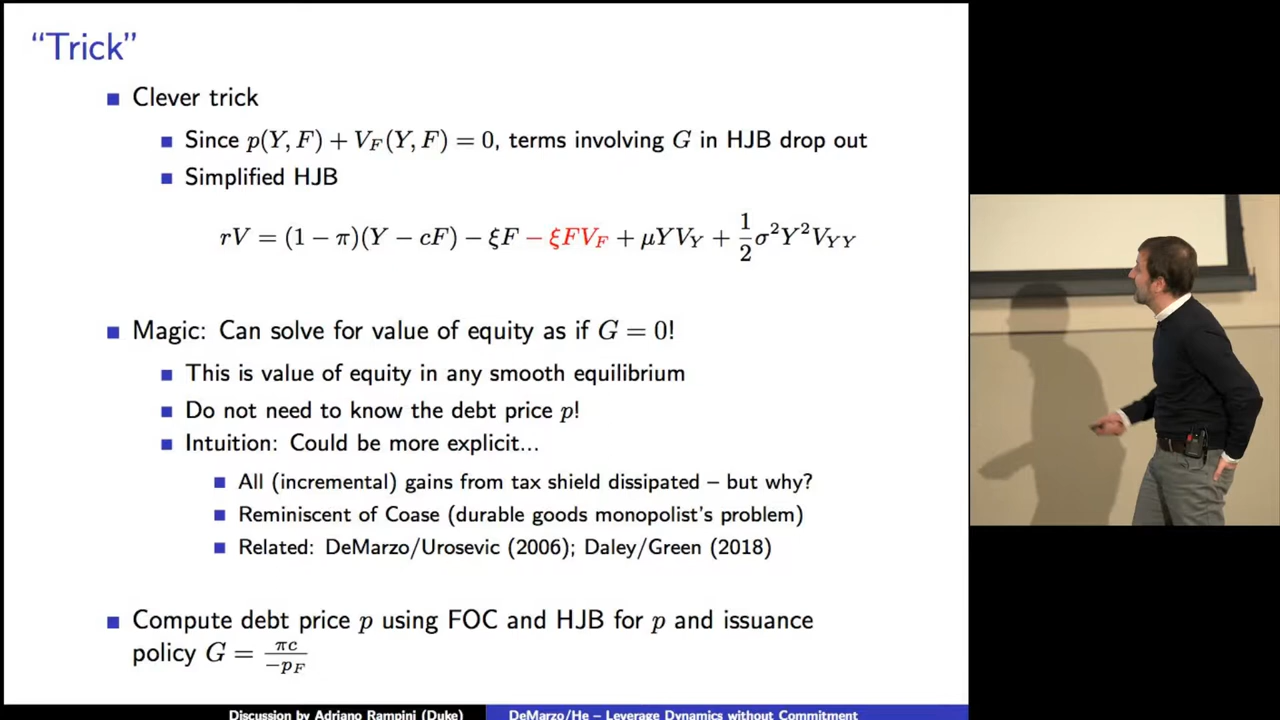 “Trick”
■ Clever trick
■ Since p(Y, F) + V_F(Y, F) = 0, terms involving G in HJB drop out
■ Simplified HJB
rV = (1 − π)(Y − cF) − ξF − ξFV_F + μYV_Y + \frac{1}{2}σ²Y²V_{YY}
■ Magic: Can solve for value of equity as if G = 0!
■ This is value of equity in any smooth equilibrium
■ Do not need to know the debt price p!
■ Intuition: Could be more explicit...
■ All (incremental) gains from tax shield dissipated – but why?
■ Reminiscent of Coase (durable goods monopolist's problem)
■ Related: DeMarzo/Urosevic (2006); Daley/Green (2018)
■ Compute debt price p using FOC and HJB for p and issuance
policy G = \frac{πc}{−p_F}
Discussion by Adriano Rampini (Duke) DeMarzo/He – Leverage Dynamics without Commitment